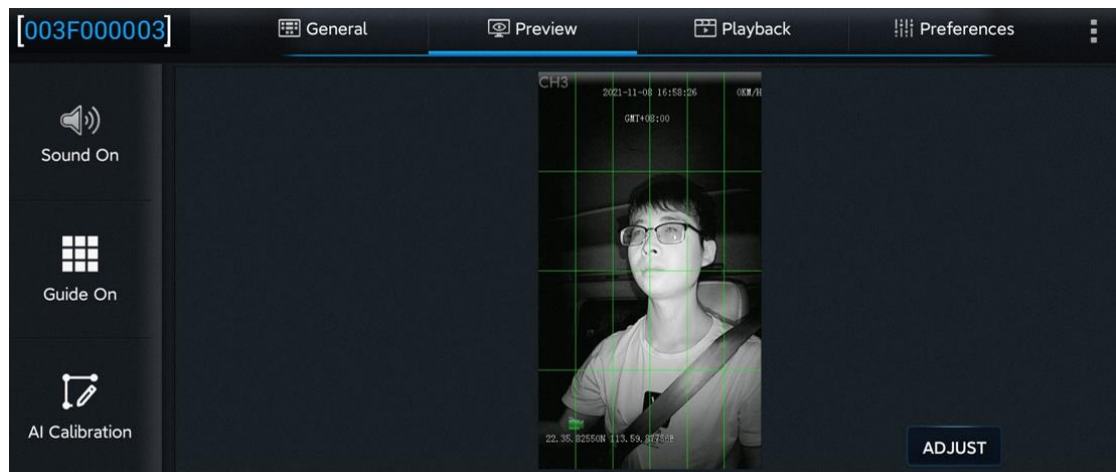 [003F000003]
General
Preview
Playback
Preferences
Sound On
Guide On
AI Calibration
CH3
2021-11-08 16:58:26
0KM/H
GMT+08:00
ADJUST